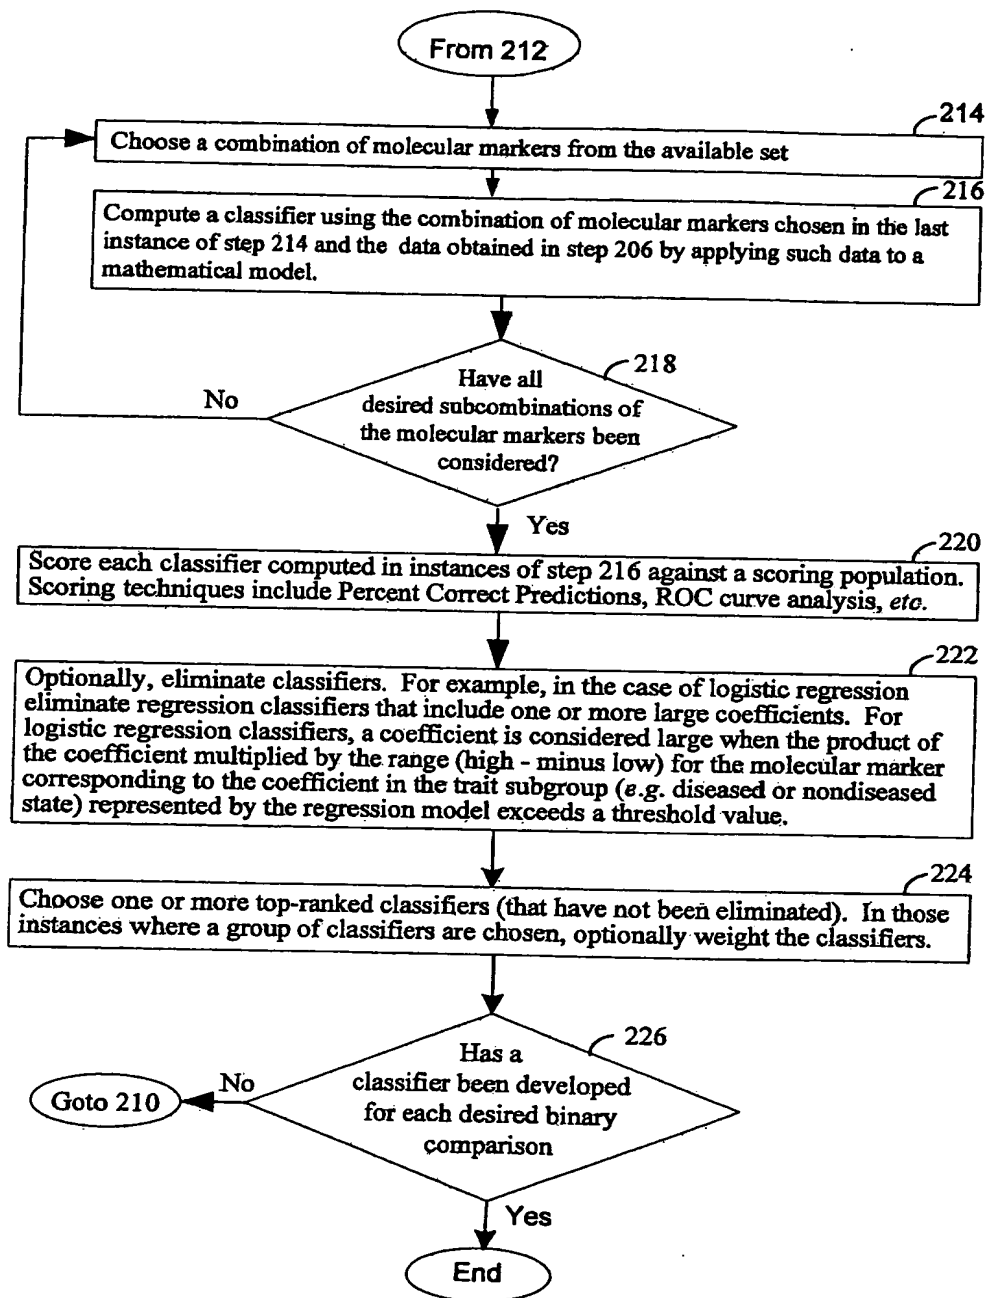 From 212
214
Choose a combination of molecular markers from the available set
216
Compute a classifier using the combination of molecular markers chosen in the last
instance of step 214 and the data obtained in step 206 by applying such data to a
mathematical model.
218
Have all
desired subcombinations of
the molecular markers been
considered?
No
Yes
220
Score each classifier computed in instances of step 216 against a scoring population.
Scoring techniques include Percent Correct Predictions, ROC curve analysis, etc.
222
Optionally, eliminate classifiers. For example, in the case of logistic regression
eliminate regression classifiers that include one or more large coefficients. For
logistic regression classifiers, a coefficient is considered large when the product of
the coefficient multiplied by the range (high - minus low) for the molecular marker
corresponding to the coefficient in the trait subgroup (e.g. diseased or nondiseased
state) represented by the regression model exceeds a threshold value.
224
Choose one or more top-ranked classifiers (that have not been eliminated). In those
instances where a group of classifiers are chosen, optionally weight the classifiers.
226
Has a
classifier been developed
for each desired binary
comparison
No
Goto 210
Yes
End